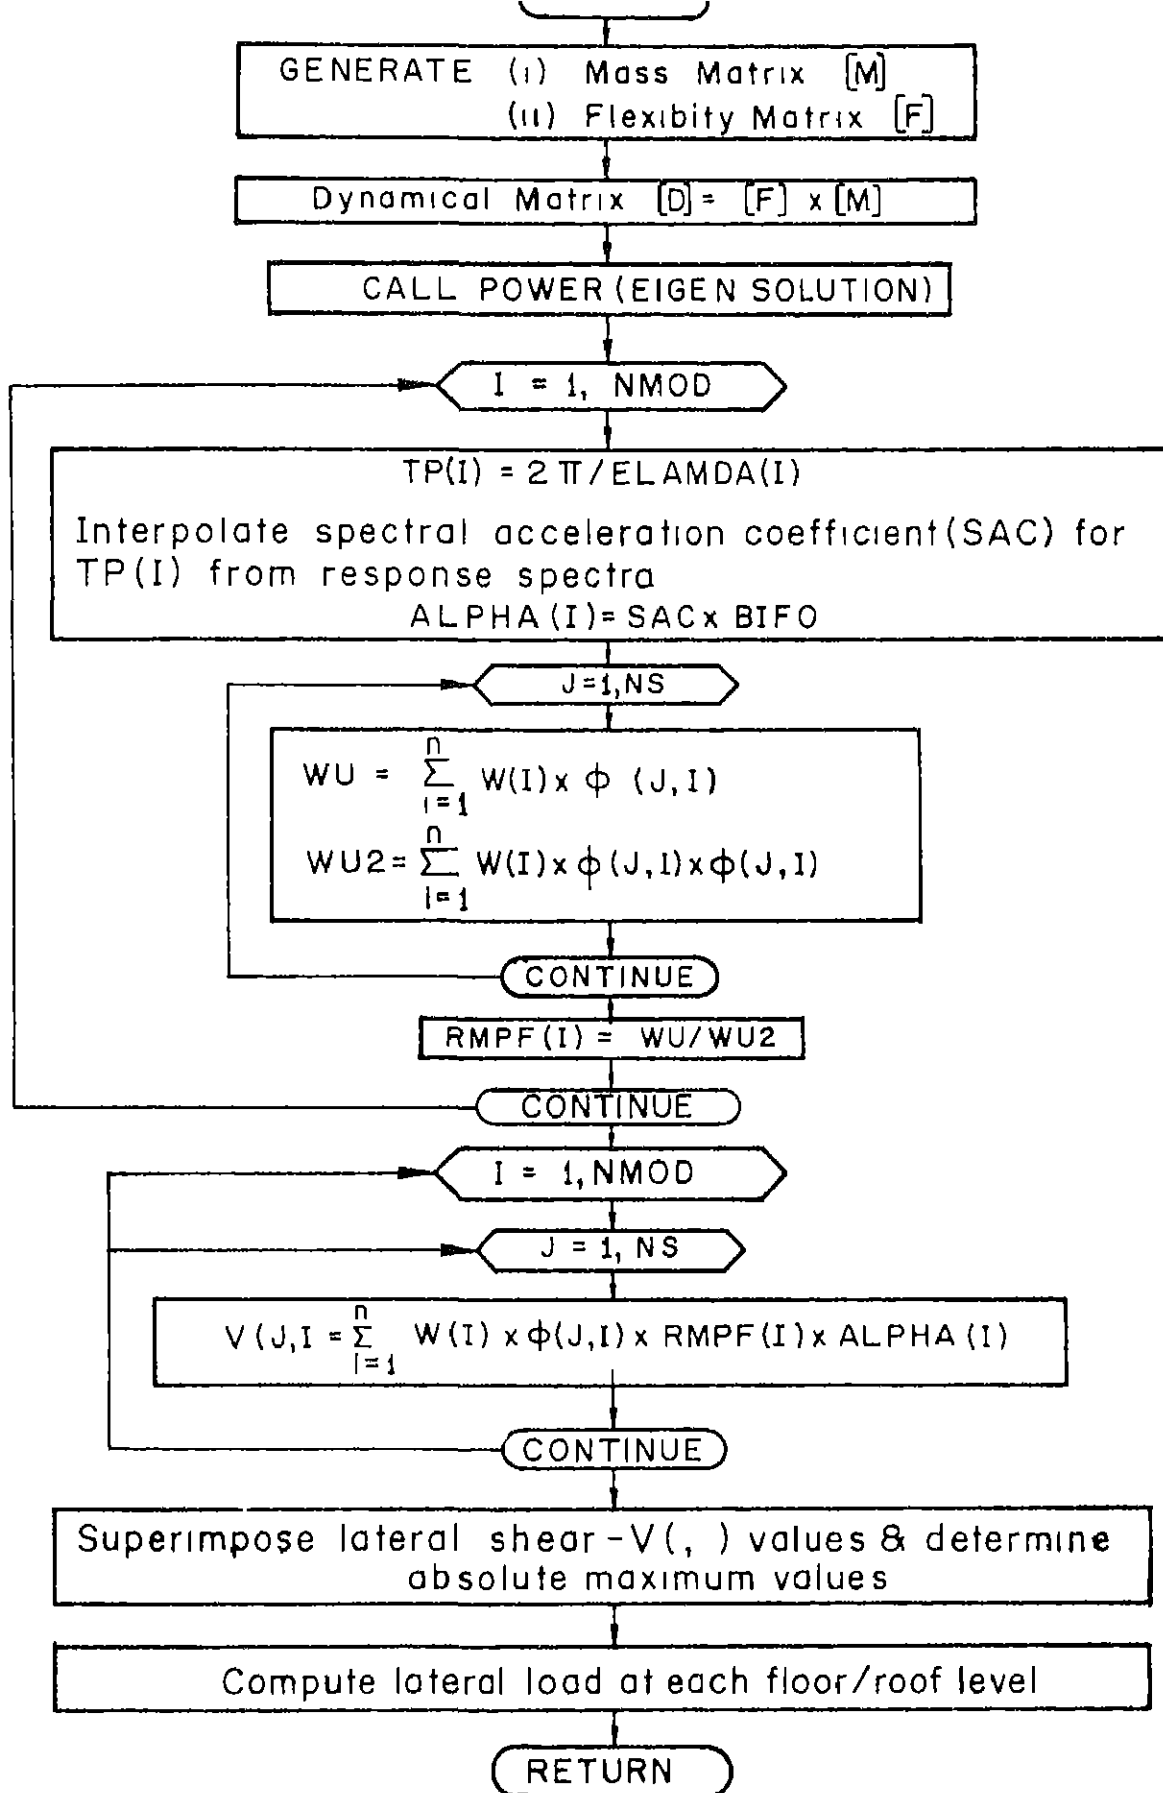 GENERATE (i) Mass Matrix [M]
(ii) Flexibity Matrix [F]
Dynamical Matrix [D] = [F] x [M]
CALL POWER (EIGEN SOLUTION)
I = 1, NMOD
TP(I) = 2 π / ELAMDA(I)
Interpolate spectral acceleration coefficient (SAC) for
TP(I) from response spectra
ALPHA (I) = SAC x BIFO
J = 1, NS
n
WU = Σ W(I) x ϕ (J, I)
i = 1
n
WU2 = Σ W(I) x ϕ (J, I) x ϕ(J, I)
i = 1
CONTINUE
RMPF(I) = WU/WU2
CONTINUE
I = 1, NMOD
J = 1, NS
n
V (J, I = Σ W(I) x ϕ(J, I) x RMPF(I) x ALPHA (I)
i = 1
CONTINUE
Superimpose lateral shear - V( , ) values & determine
absolute maximum values
Compute lateral load at each floor/roof level
RETURN